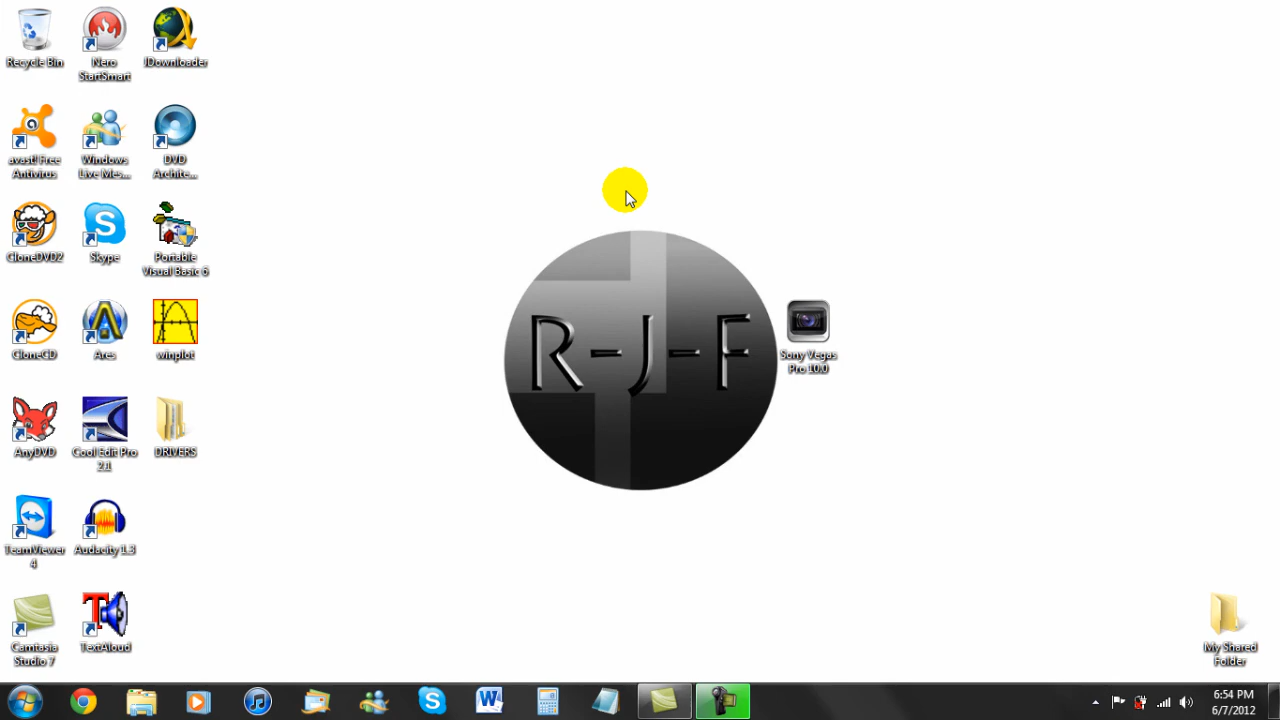 Recycle Bin
Nero
StartSmart
JDownloader
avast! Free
Antivirus
Windows
Live Mes...
DVD
Archite...
CloneDVD2
Skype
Portable
Visual Basic 6
CloneCD
Ares
winplot
AnyDVD
Cool Edit Pro
2.1
DRIVERS
TeamViewer
4
Audacity 1.3
Camtasia
Studio 7
TextAloud
R-J-F
Sony Vegas
Pro 10.0
My Shared
Folder
6:54 PM
6/7/2012